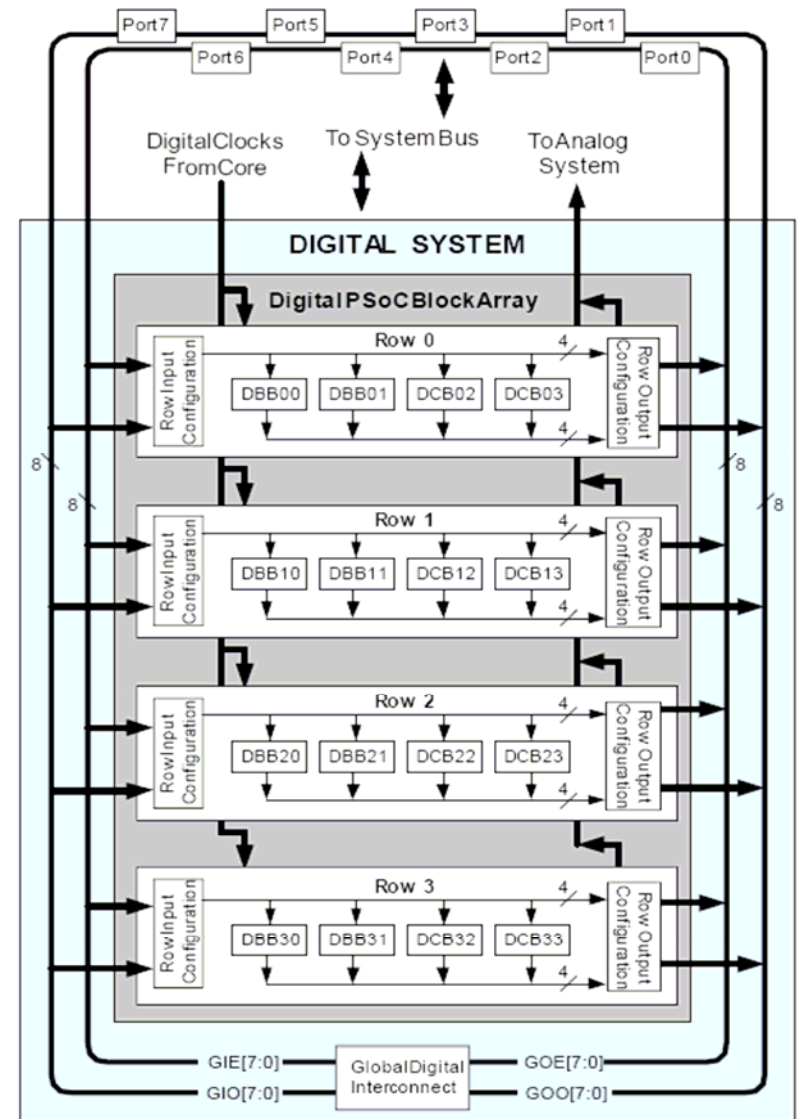 Port7 Port5 Port3 Port1
Port6 Port4 Port2 Port0
DigitalClocks
FromCore
To SystemBus
ToAnalog
System
DIGITAL SYSTEM
DigitalPSoCBlockArray
Row 0
4
RowInput
Configuration
DBB00 DBB01 DCB02 DCB03
4
Row Output
Configuration
8
8
8
8
Row 1
4
RowInput
Configuration
DBB10 DBB11 DCB12 DCB13
4
Row Output
Configuration
Row 2
4
RowInput
Configuration
DBB20 DBB21 DCB22 DCB23
4
Row Output
Configuration
Row 3
4
RowInput
Configuration
DBB30 DBB31 DCB32 DCB33
4
Row Output
Configuration
GIE[7:0]
GIO[7:0]
GlobalDigital
Interconnect
GOE[7:0]
GOO[7:0]